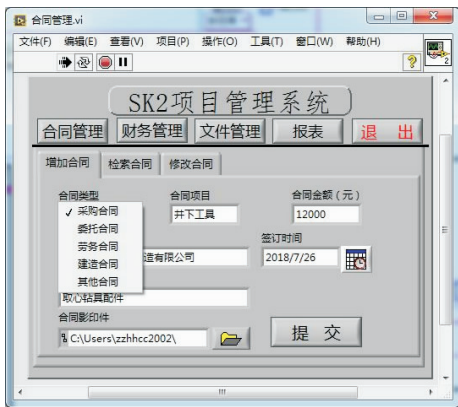 合同管理.vi
文件(F) 编辑(E) 查看(V) 项目(P) 操作(O) 工具(T) 窗口(W) 帮助(H)
2
SK2项目管理系统
合同管理 财务管理 文件管理 报表 退 出
增加合同 检索合同 修改合同
合同类型 合同项目 合同金额（元）
✓ 采购合同 井下工具 12000
委托合同
劳务合同 签订时间
建造合同 造有限公司 2018/7/26
其他合同
取心钻具配件
合同影印件
C:\Users\zzhhcc2002\ 提 交